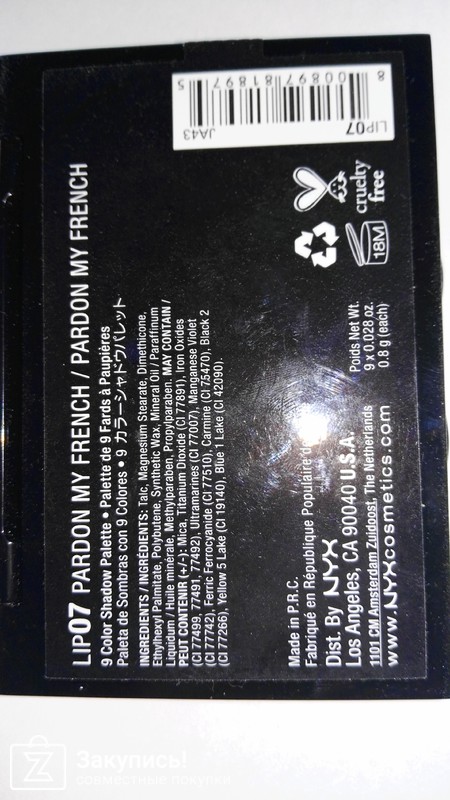 LIP07 PARDON MY FRENCH / PARDON MY FRENCH
9 Color Shadow Palette • Palette de 9 Fards à Paupières
Paleta de Sombras con 9 Colores • 9 カラーシャドウパレット
INGREDIENTS / INGRÉDIENTS: Talc, Magnesium Stearate, Dimethicone,
Ethylhexyl Palmitate, Polybutene, Synthetic Wax, Mineral Oil / Paraffinum
Liquidum / Huile minérale, Methylparaben, Propylparaben. MAY CONTAIN /
PEUT CONTENIR (+/-): Mica, Titanium Dioxide (CI 77891), Iron Oxides
(CI 77499, 77491, 77492), Ultramarines (CI 77007), Manganese Violet
(CI 77742), Ferric Ferrocyanide (CI 77510), Carmine (CI 75470), Black 2
(CI 77266), Yellow 5 Lake (CI 19140), Blue 1 Lake (CI 42090).
Made in P.R.C.
Fabriqué en République Populaire de
Dist. By NYX
Los Angeles, CA 90040 U.S.A.
1101 CM Amsterdam Zuidoost, The Netherlands
www.NYXcosmetics.com
Poids Net Wt.
9 x 0.028 oz.
0.8 g (each)
18M
cruelty
free
LIP07
JA43
8 00897 81897 5
Закупись!
совместные покупки